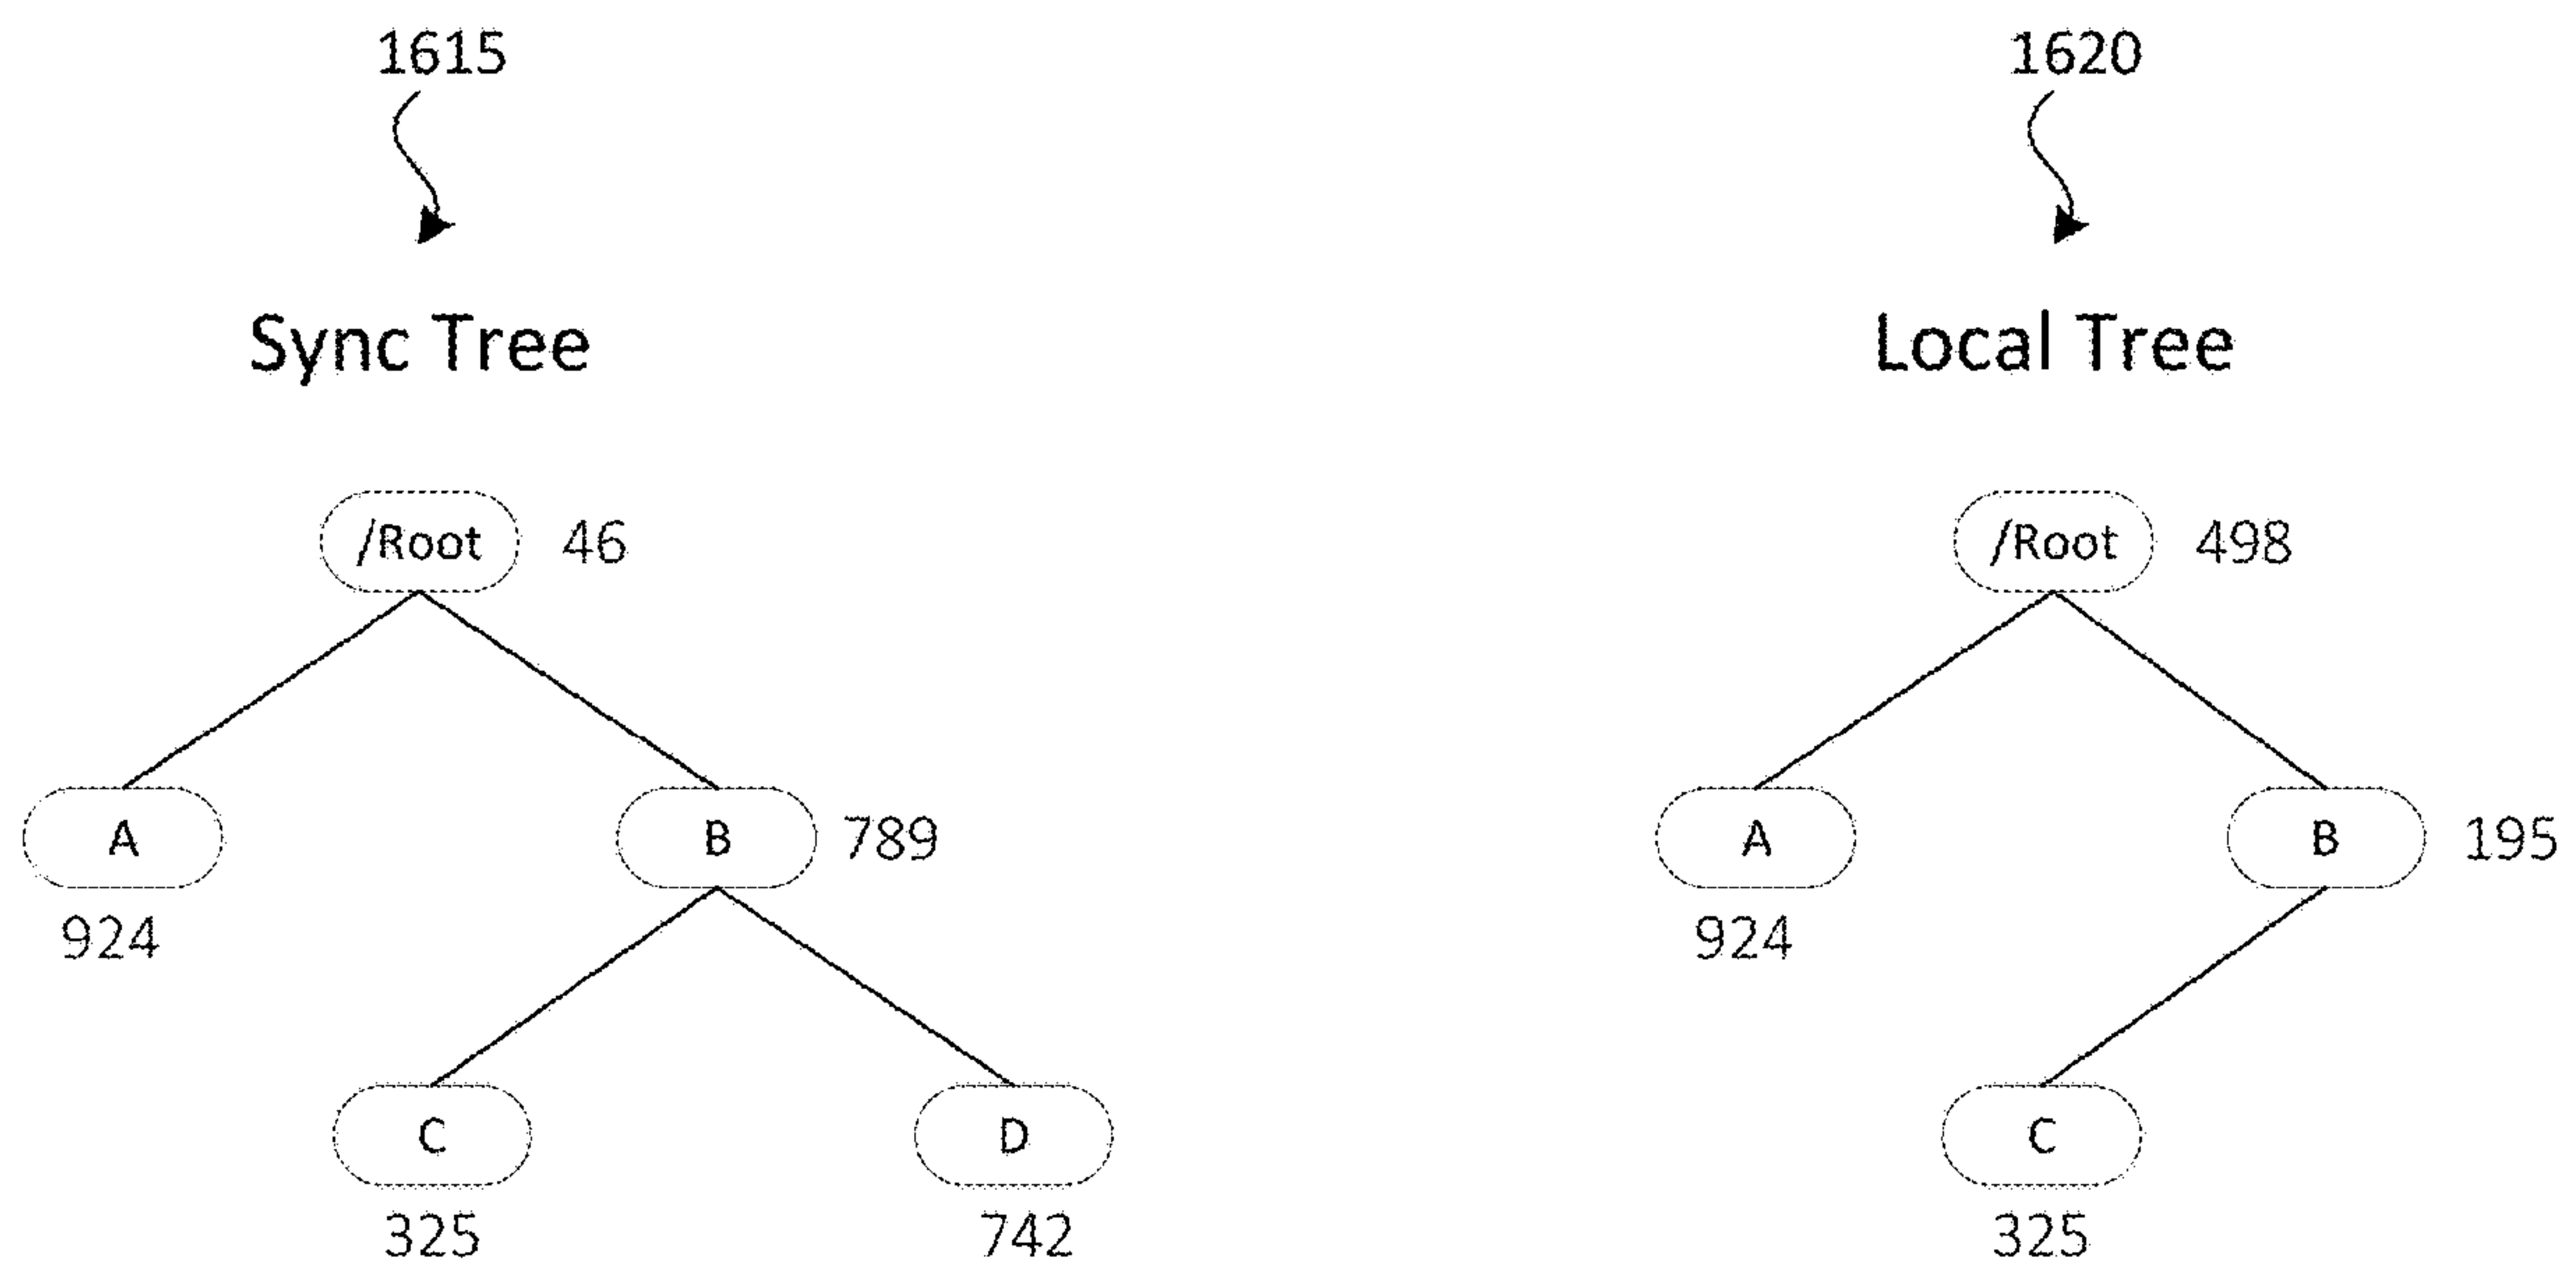 1615
1620
Sync Tree
Local Tree
/Root 46
/Root 498
A
B 789
A
B 195
924
924
C
D
C
325
742
325